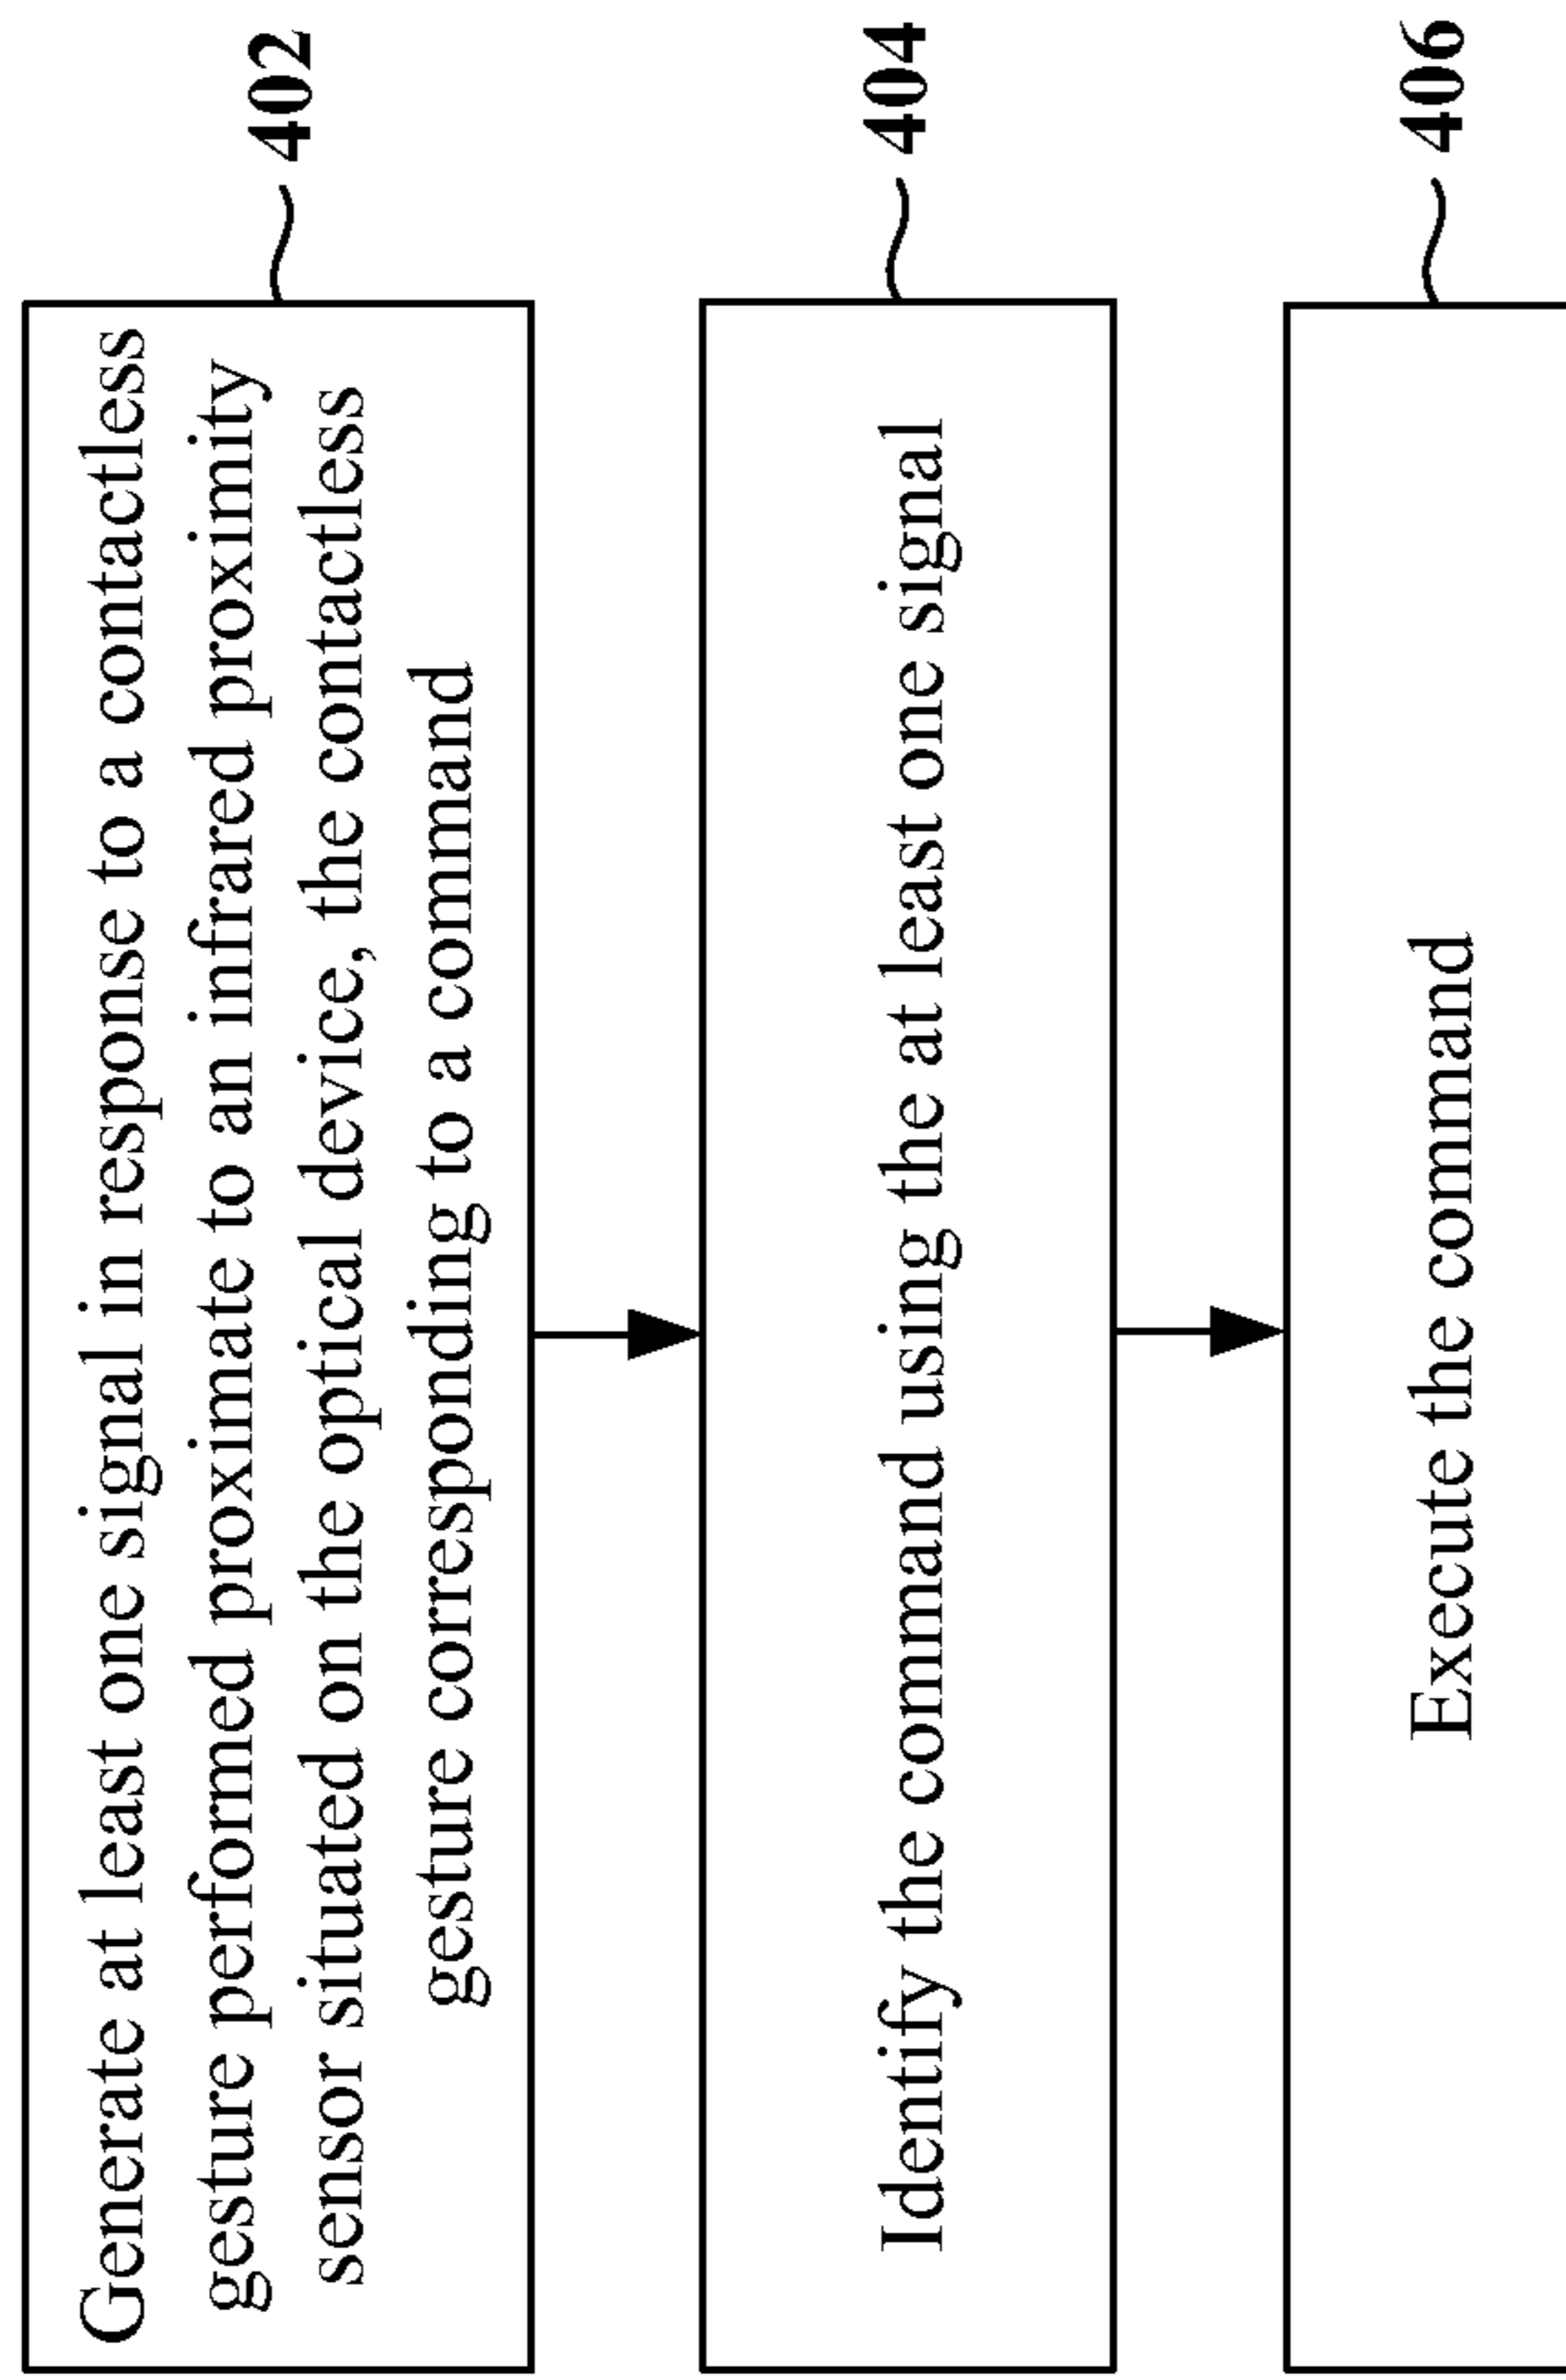 Generate at least one signal in response to a contactless
gesture performed proximate to an infrared proximity
sensor situated on the optical device, the contactless
gesture corresponding to a command
402
Identify the command using the at least one signal
404
Execute the command
406